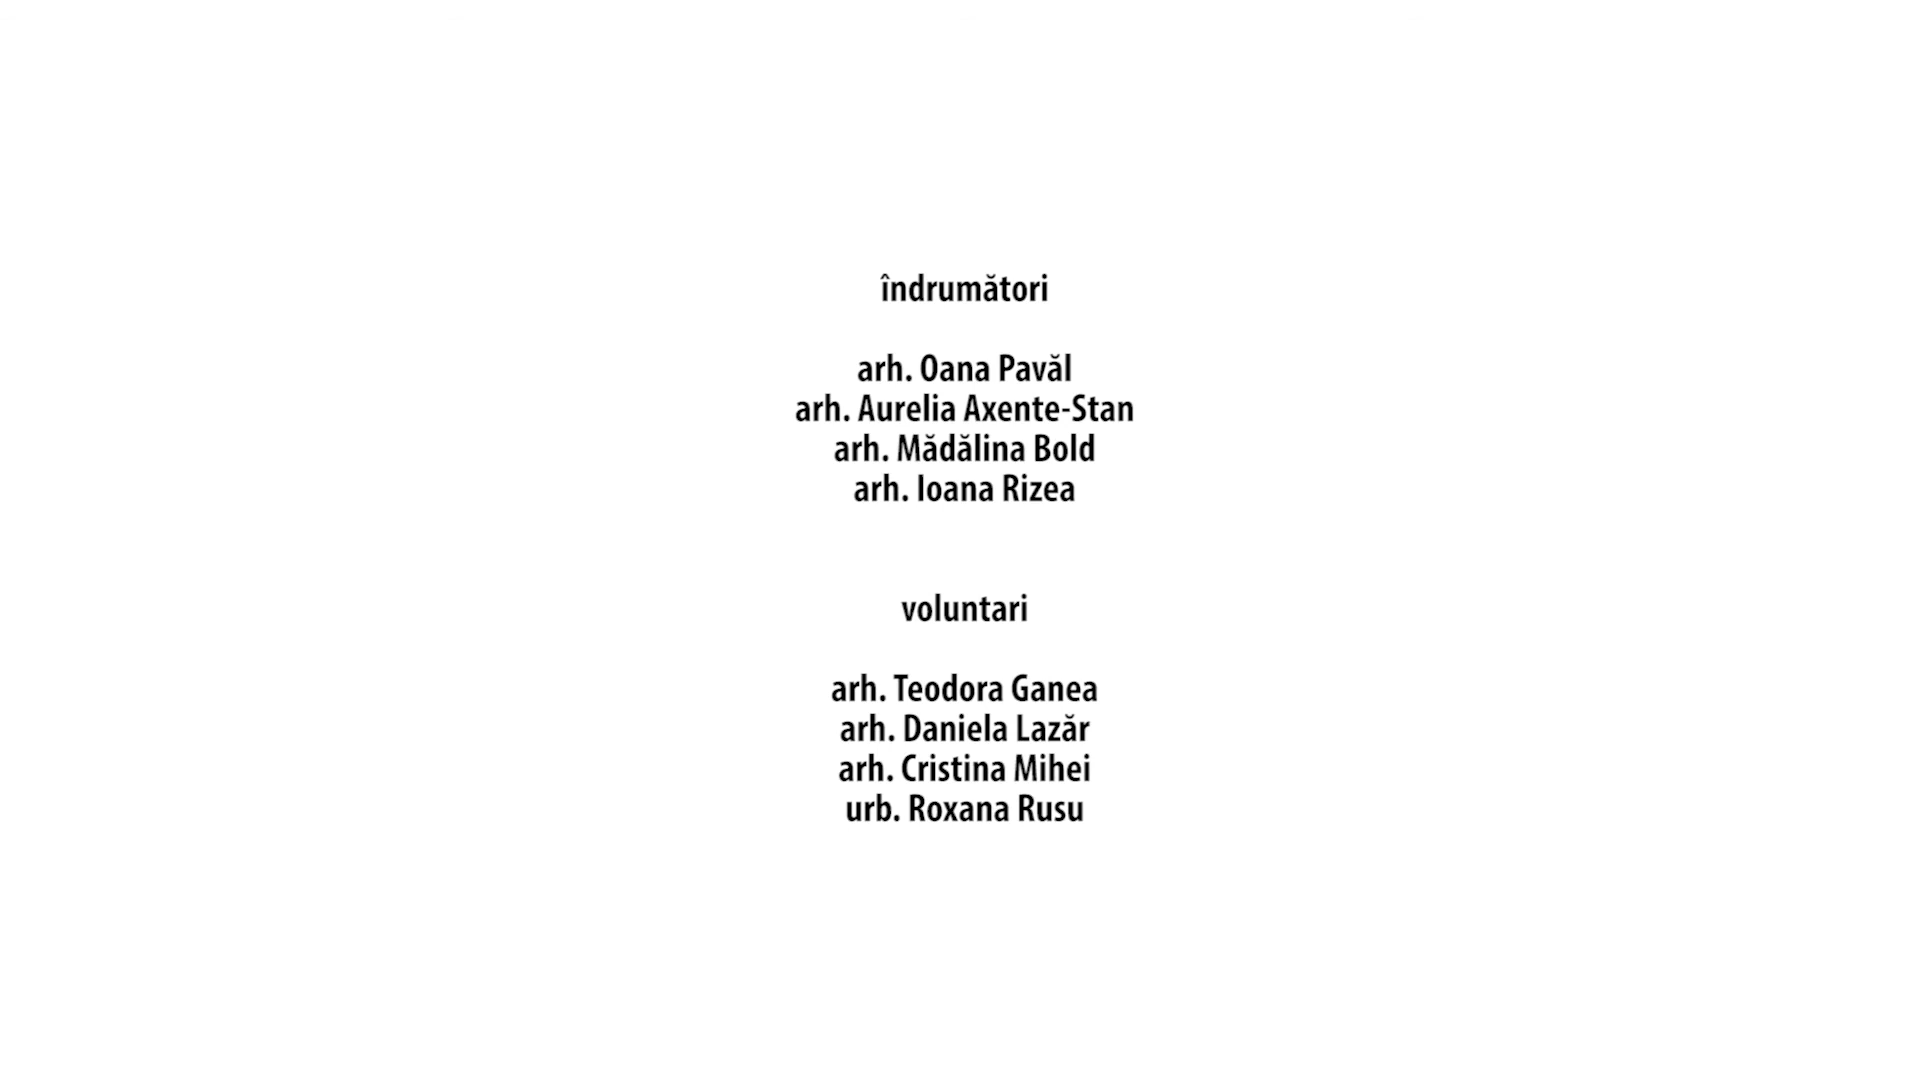 îndrumători
arh. Oana Pavăl
arh. Aurelia Axente-Stan
arh. Mădălina Bold
arh. Ioana Rizea
voluntari
arh. Teodora Ganea
arh. Daniela Lazăr
arh. Cristina Mihei
urb. Roxana Rusu